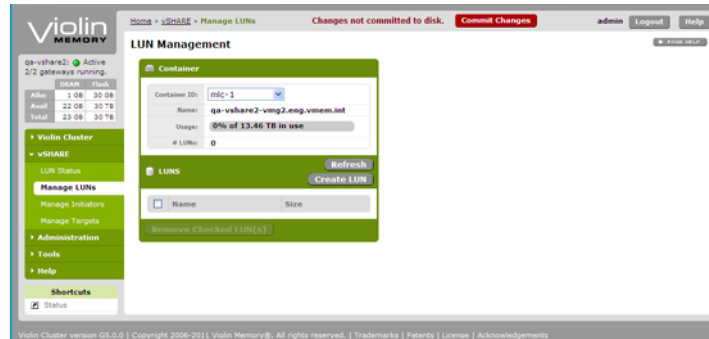 Violin
MEMORY
Home » vSHARE » Manage LUNs
Changes not committed to disk.
Commit Changes
admin
Logout
Help
LUN Management
PAGE HELP
qa-vshare2: Active
2/2 gateways running.
DRAM Flash
Alloc 1 GB 30 GB
Avail 22 GB 30 TB
Total 23 GB 30 TB
Violin Cluster
vSHARE
LUN Status
Manage LUNs
Manage Initiators
Manage Targets
Administration
Tools
Help
Shortcuts
Status
Container
Container ID: mlc-1
Name: qa-vshare2-vmg2.eng.vmem.int
Usage: 0% of 13.46 TB in use
# LUNs: 0
LUNS
Refresh
Create LUN
Name Size
Remove Checked LUN(s)
Violin Cluster version G5.0.0 | Copyright 2006-2011 Violin Memory®. All rights reserved. | Trademarks | Patents | License | Acknowledgements